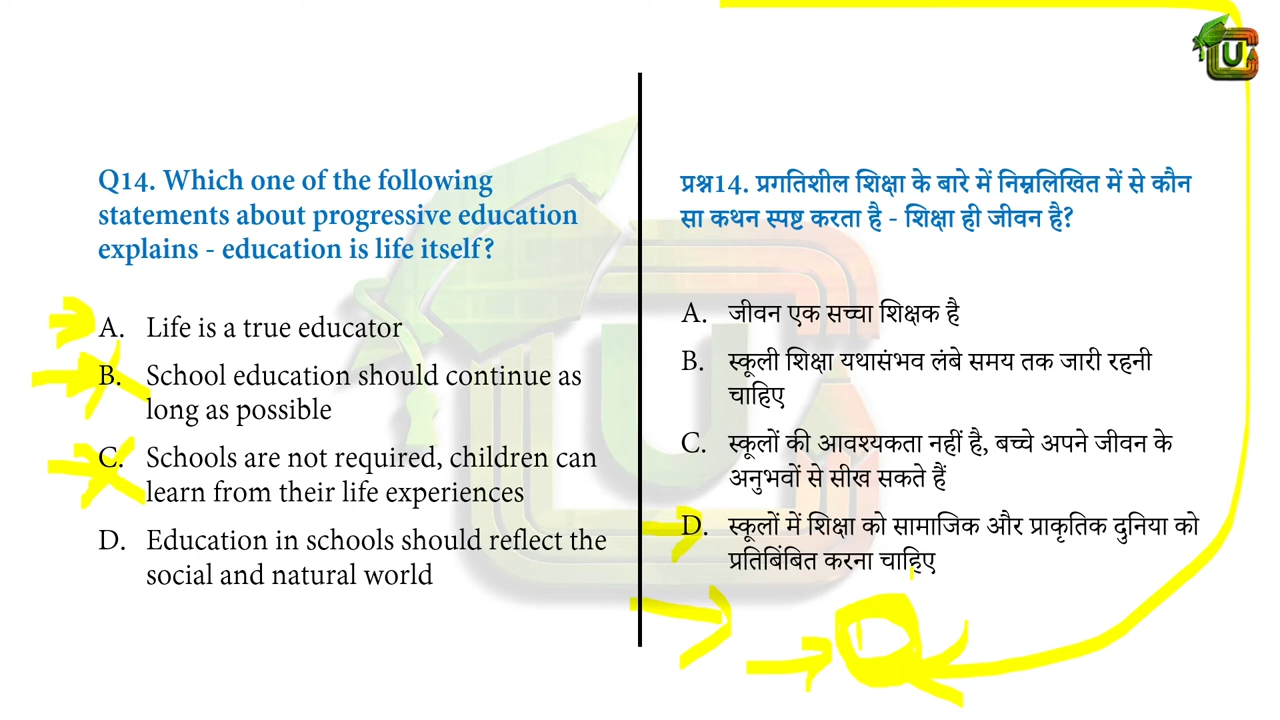 U
Q14. Which one of the following
statements about progressive education
explains - education is life itself?
A. Life is a true educator
B. School education should continue as
long as possible
C. Schools are not required, children can
learn from their life experiences
D. Education in schools should reflect the
social and natural world
प्रश्न14. प्रगतिशील शिक्षा के बारे में निम्नलिखित में से कौन
सा कथन स्पष्ट करता है - शिक्षा ही जीवन है?
A. जीवन एक सच्चा शिक्षक है
B. स्कूली शिक्षा यथासंभव लंबे समय तक जारी रहनी
चाहिए
C. स्कूलों की आवश्यकता नहीं है, बच्चे अपने जीवन के
अनुभवों से सीख सकते हैं
D. स्कूलों में शिक्षा को सामाजिक और प्राकृतिक दुनिया को
प्रतिबिंबित करना चाहिए